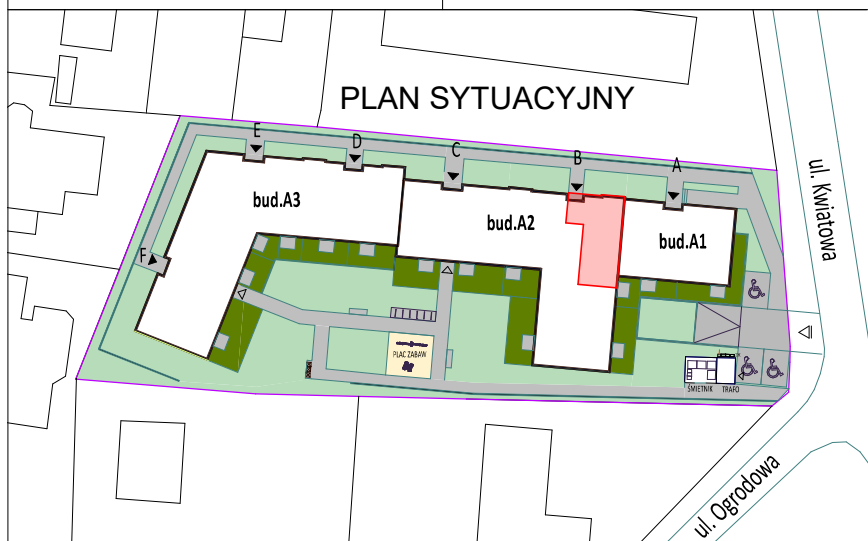 PLAN SYTUACYJNY
E
D
C
B
A
ul. Kwiatowa
bud.A3
bud.A2
bud.A1
F
PLAC ZABAW
ŚMIETNIK
TRAFO
ul. Ogrodowa